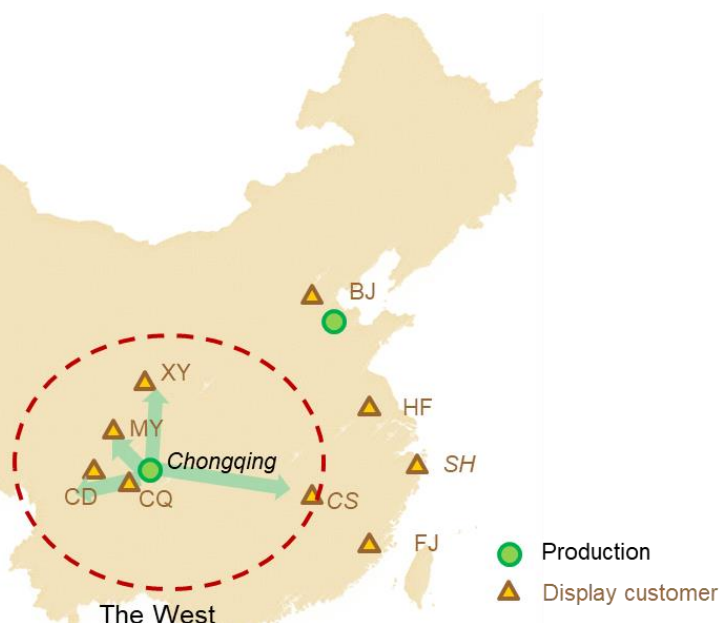 BJ
XY
HF
MY
Chongqing
SH
CD
CQ
CS
FJ
Production
Display customer
The West